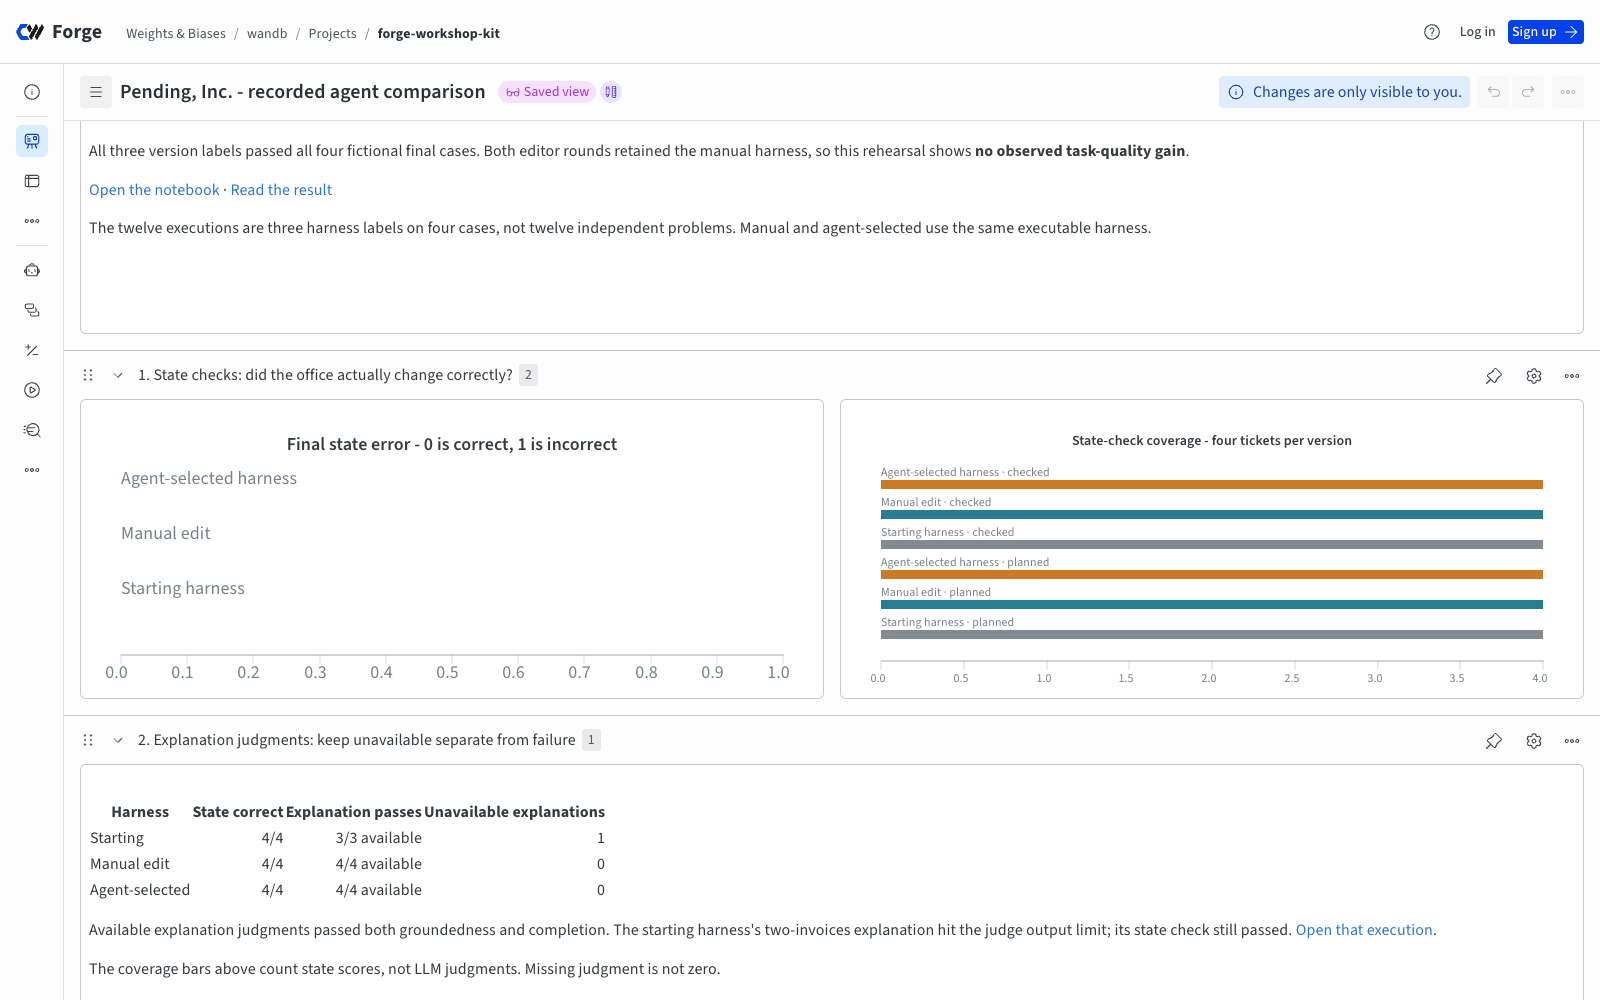 Forge
Weights & Biases / wandb / Projects / forge-workshop-kit
Log in
Sign up
Pending, Inc. - recorded agent comparison
Saved view
Changes are only visible to you.
All three version labels passed all four fictional final cases. Both editor rounds retained the manual harness, so this rehearsal shows no observed task-quality gain.
Open the notebook · Read the result
The twelve executions are three harness labels on four cases, not twelve independent problems. Manual and agent-selected use the same executable harness.
1. State checks: did the office actually change correctly? 2
Final state error - 0 is correct, 1 is incorrect
Agent-selected harness
Manual edit
Starting harness
0.0 0.1 0.2 0.3 0.4 0.5 0.6 0.7 0.8 0.9 1.0
State-check coverage - four tickets per version
Agent-selected harness · checked
Manual edit · checked
Starting harness · checked
Agent-selected harness · planned
Manual edit · planned
Starting harness · planned
0.0 0.5 1.0 1.5 2.0 2.5 3.0 3.5 4.0
2. Explanation judgments: keep unavailable separate from failure 1
Harness State correct Explanation passes Unavailable explanations
Starting 4/4 3/3 available 1
Manual edit 4/4 4/4 available 0
Agent-selected 4/4 4/4 available 0
Available explanation judgments passed both groundedness and completion. The starting harness's two-invoices explanation hit the judge output limit; its state check still passed. Open that execution.
The coverage bars above count state scores, not LLM judgments. Missing judgment is not zero.